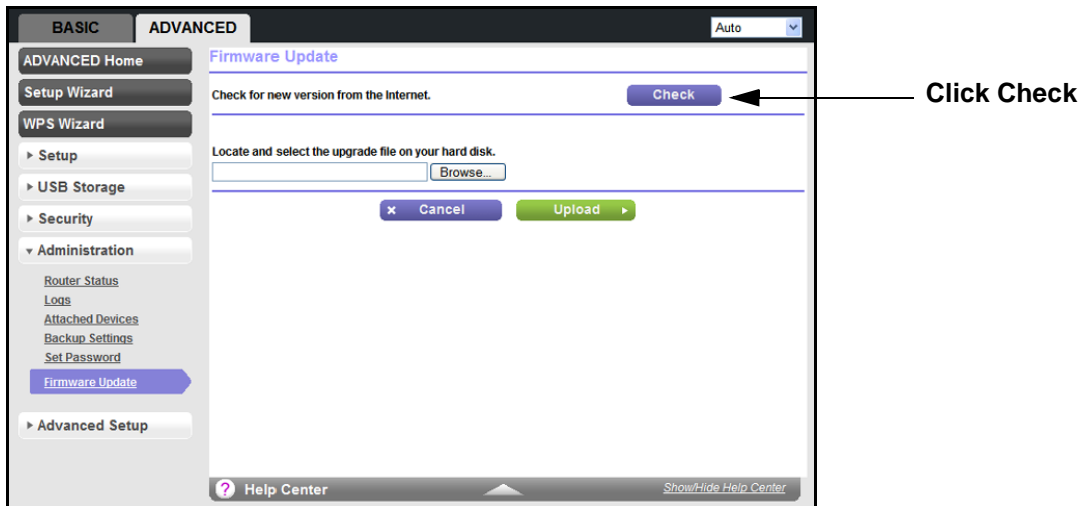 BASIC
ADVANCED
Auto
ADVANCED Home
Setup Wizard
WPS Wizard
Setup
USB Storage
Security
Administration
Router Status
Logs
Attached Devices
Backup Settings
Set Password
Firmware Update
Advanced Setup
Firmware Update
Check for new version from the Internet.
Check
Click Check
Locate and select the upgrade file on your hard disk.
Browse...
x Cancel
Upload
? Help Center
Show/Hide Help Center